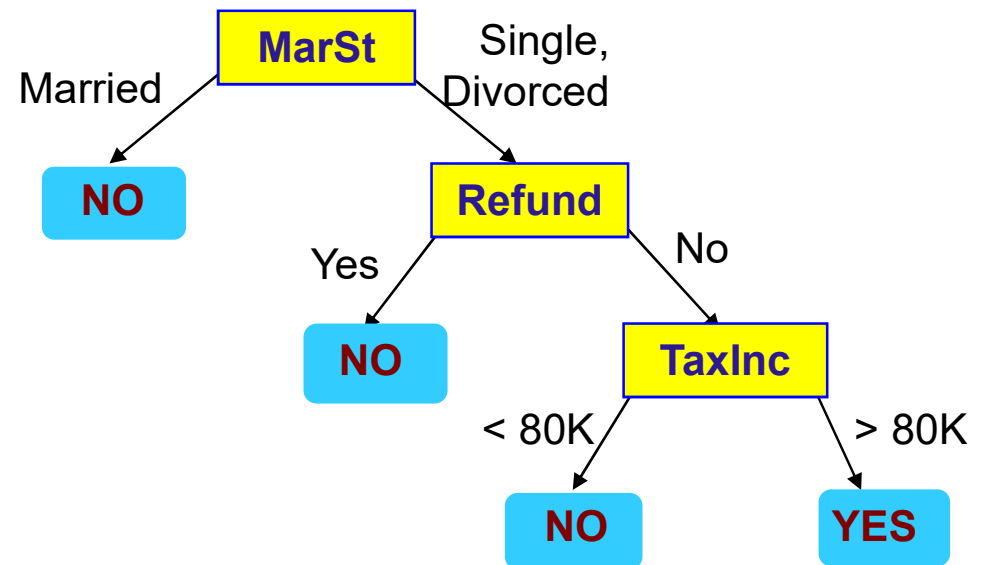 MarSt
Single,
Divorced
Married
NO
Refund
Yes
No
NO
TaxInc
< 80K
> 80K
NO
YES